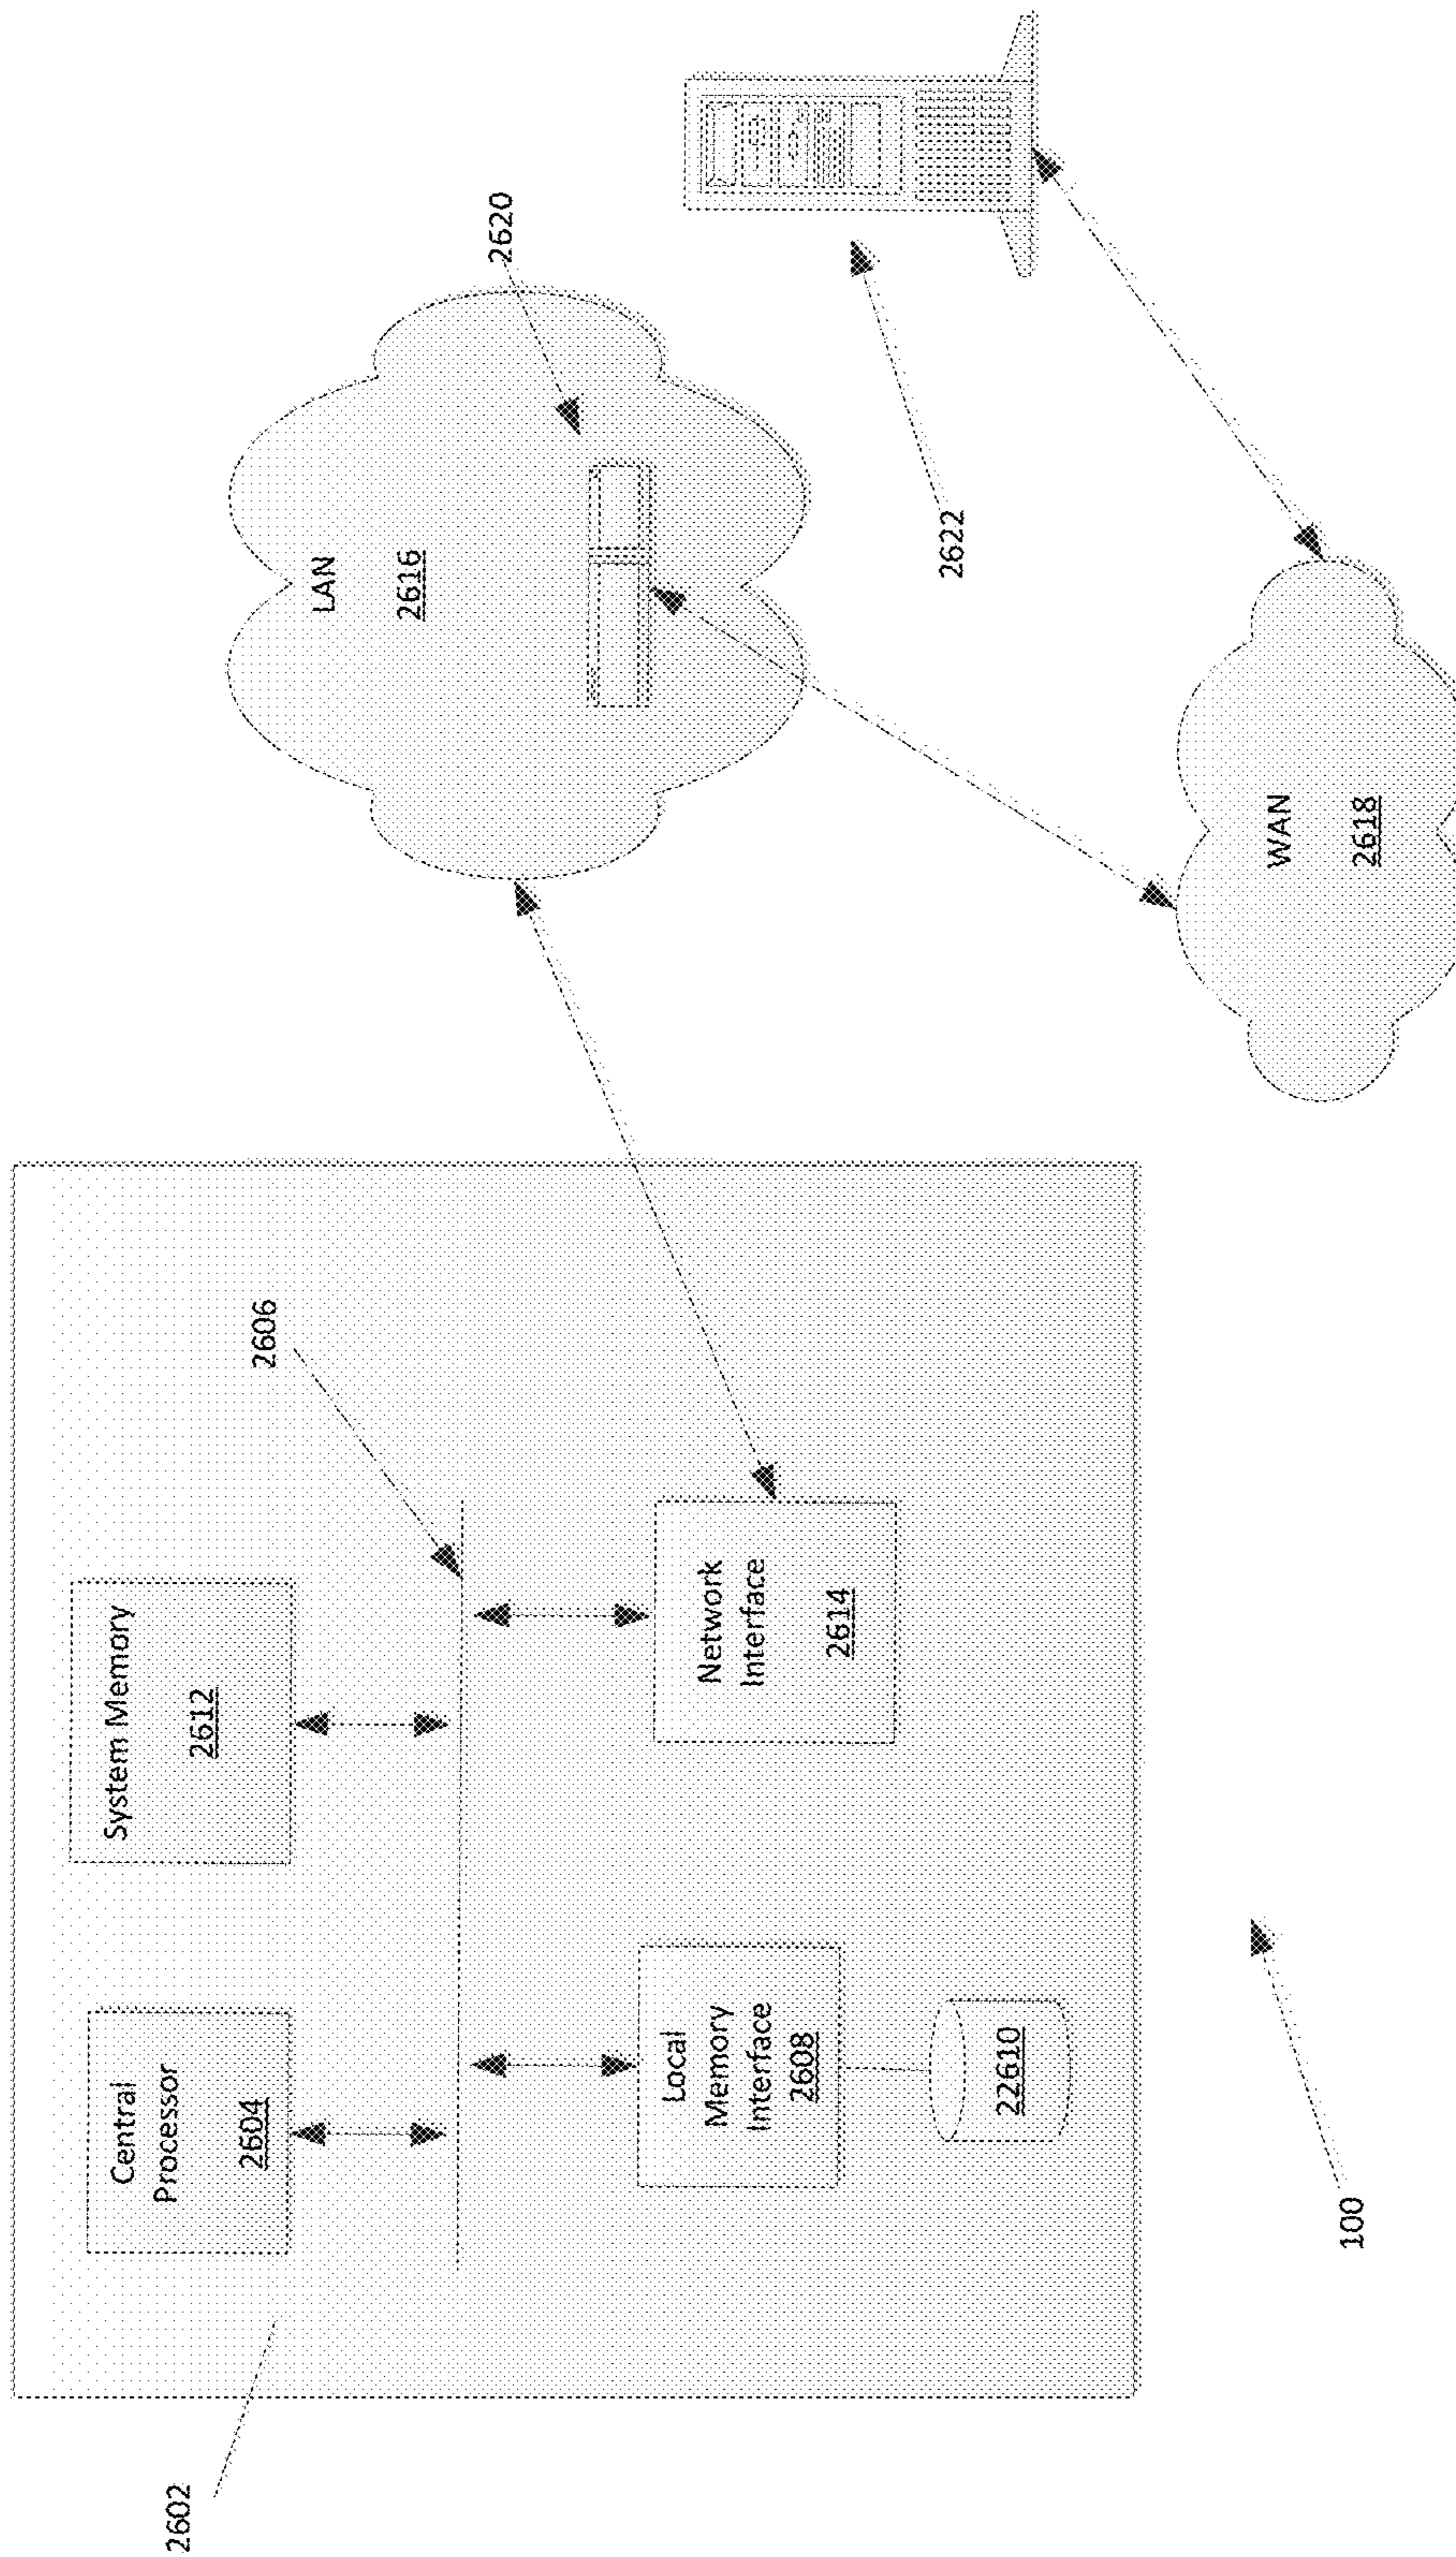 2602
Central
Processor
2604
System Memory
2612
2606
Local
Memory
Interface
2608
22610
Network
Interface
2614
100
LAN
2616
2620
2622
WAN
2618